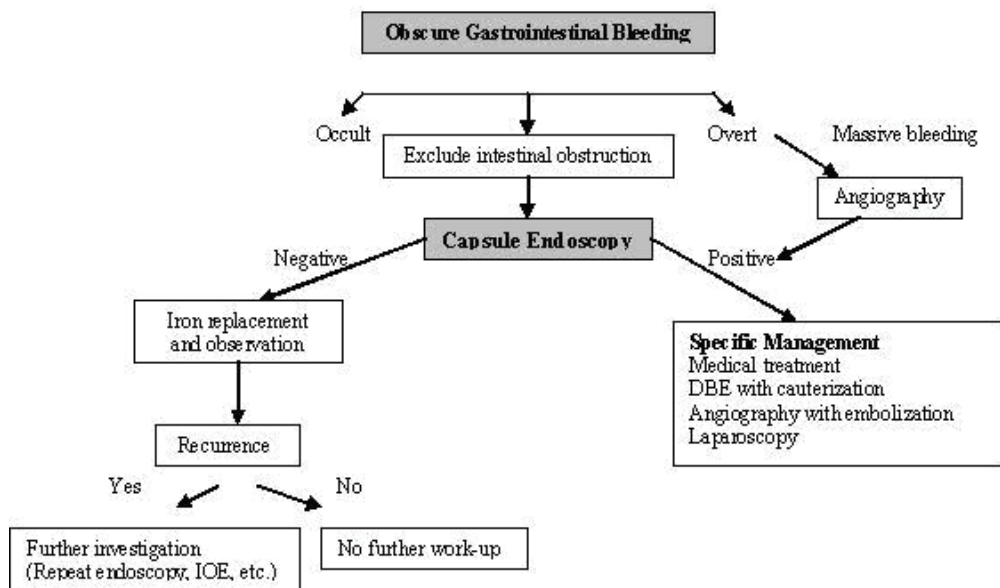 Obscure Gastrointestinal Bleeding
Occult
Overt
Massive bleeding
Exclude intestinal obstruction
Angiography
Capsule Endoscopy
Negative
Positive
Iron replacement
and observation
Specific Management
Medical treatment
DBE with cauterization
Angiography with embolization
Laparoscopy
Recurrence
Yes
No
Further investigation
(Repeat endoscopy, IOE, etc.)
No further work-up